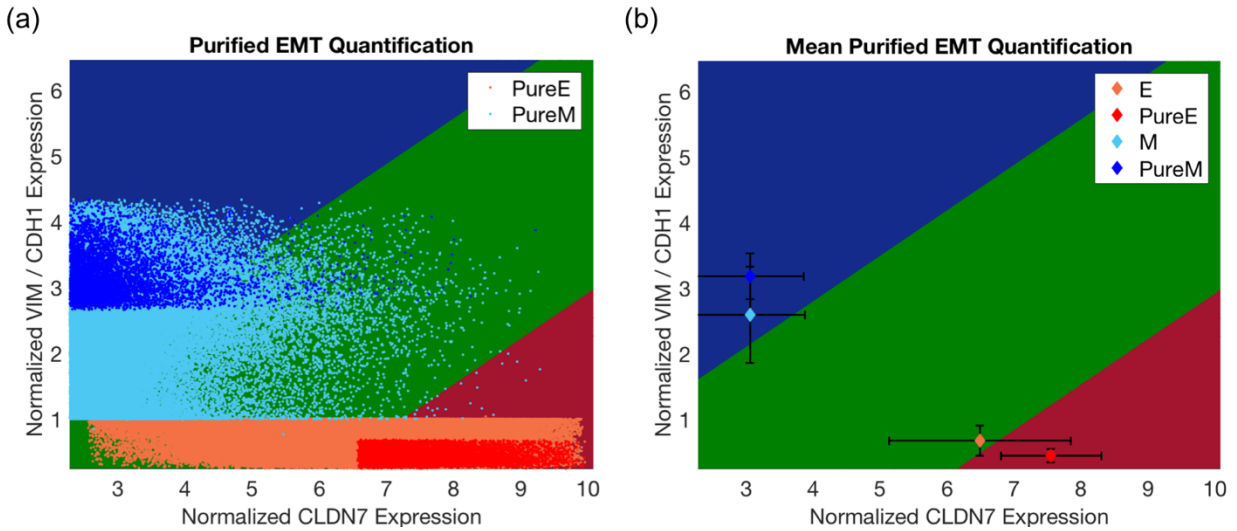 (a)
Purified EMT Quantification
PureE
PureM
6
5
4
3
2
1
Normalized VIM / CDH1 Expression
3 4 5 6 7 8 9 10
Normalized CLDN7 Expression
(b)
Mean Purified EMT Quantification
E
PureE
M
PureM
6
5
4
3
2
1
Normalized VIM / CDH1 Expression
3 4 5 6 7 8 9 10
Normalized CLDN7 Expression